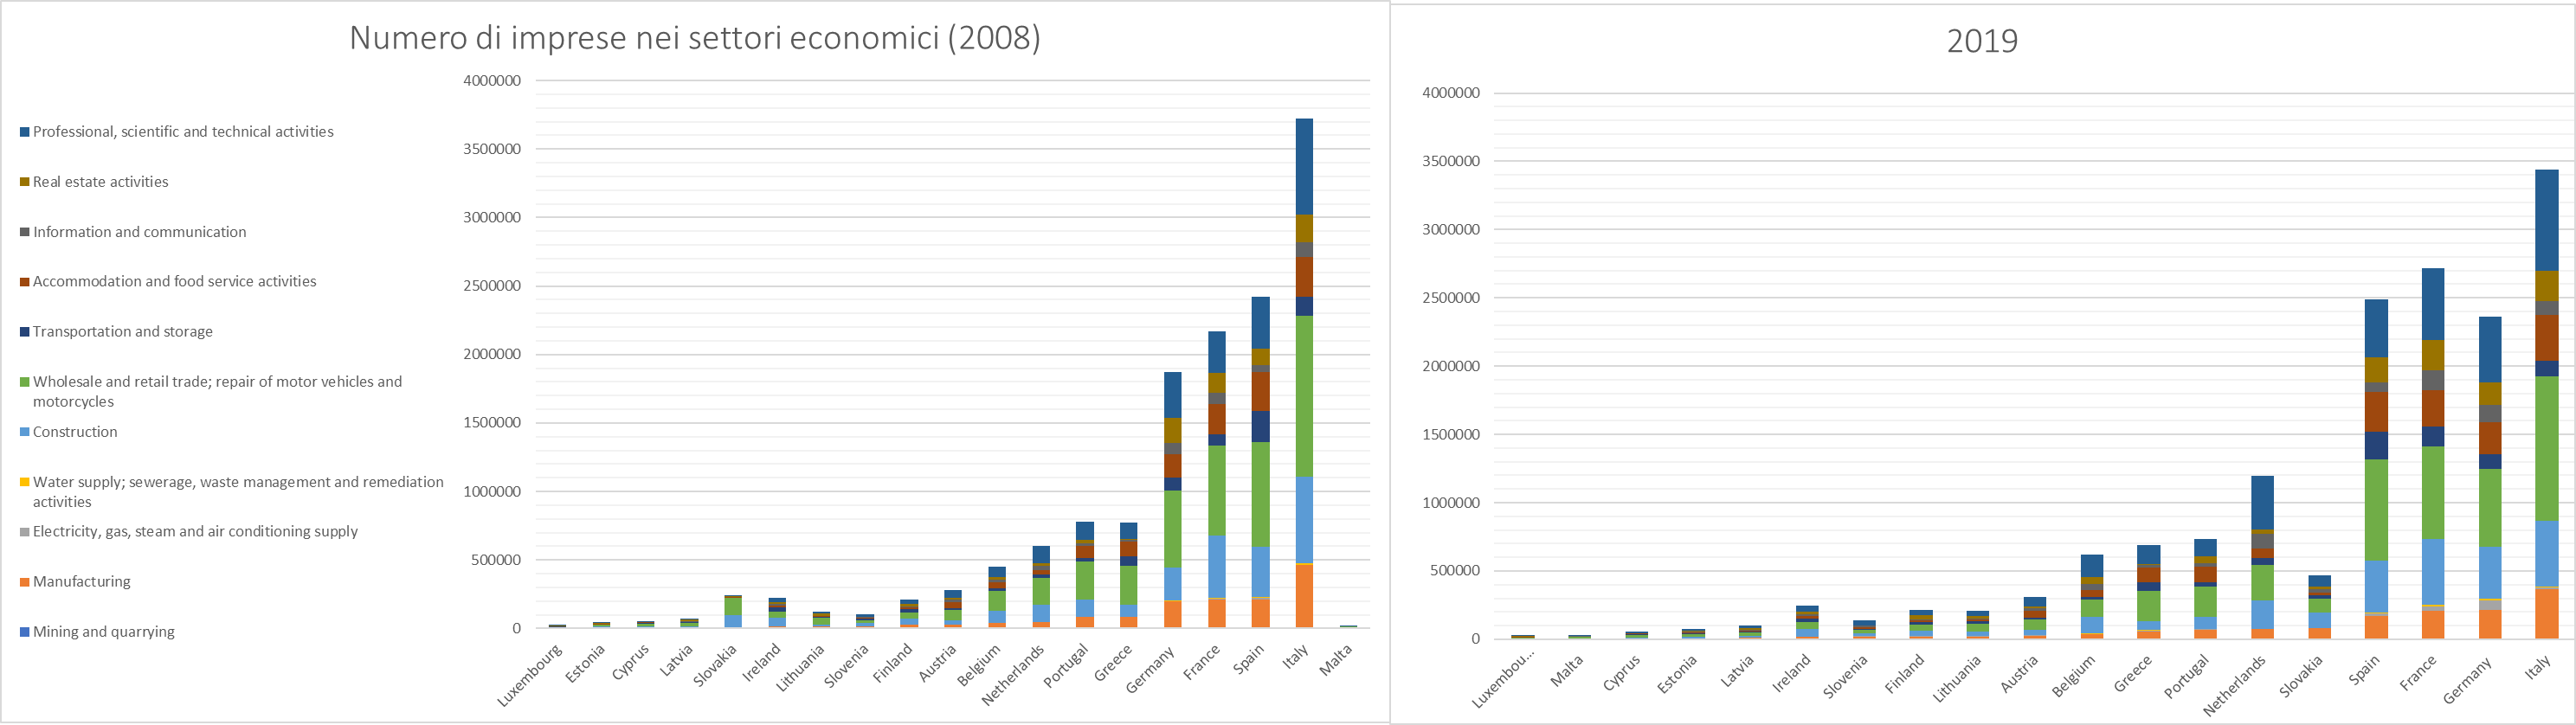 Numero di imprese nei settori economici (2008)
4000000
3500000
3000000
2500000
2000000
1500000
1000000
500000
0
Professional, scientific and technical activities
Real estate activities
Information and communication
Accommodation and food service activities
Transportation and storage
Wholesale and retail trade; repair of motor vehicles and
motorcycles
Construction
Water supply; sewerage, waste management and remediation
activities
Electricity, gas, steam and air conditioning supply
Manufacturing
Mining and quarrying
Luxembourg
Estonia
Cyprus
Latvia
Slovakia
Ireland
Lithuania
Slovenia
Finland
Austria
Belgium
Netherlands
Portugal
Greece
Germany
France
Spain
Italy
Malta
2019
4000000
3500000
3000000
2500000
2000000
1500000
1000000
500000
0
Luxembou...
Malta
Cyprus
Estonia
Latvia
Ireland
Slovenia
Finland
Lithuania
Austria
Belgium
Greece
Portugal
Netherlands
Slovakia
Spain
France
Germany
Italy